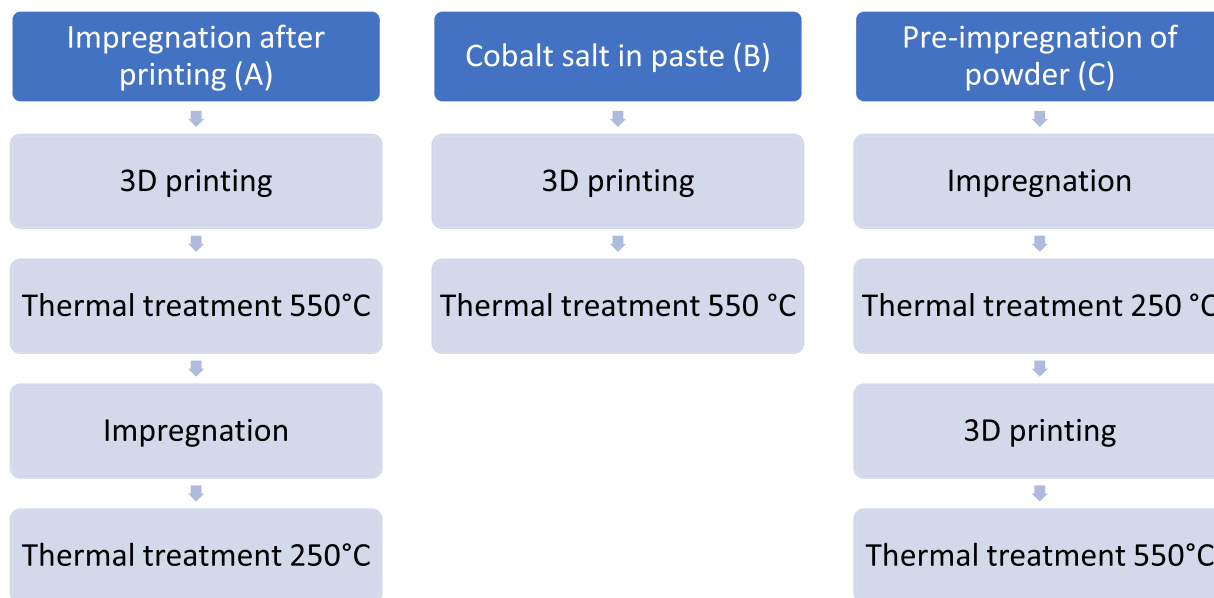 Impregnation after
printing (A)
3D printing
Thermal treatment 550°C
Impregnation
Thermal treatment 250°C
Cobalt salt in paste (B)
3D printing
Thermal treatment 550 °C
Pre-impregnation of
powder (C)
Impregnation
Thermal treatment 250 °C
3D printing
Thermal treatment 550°C